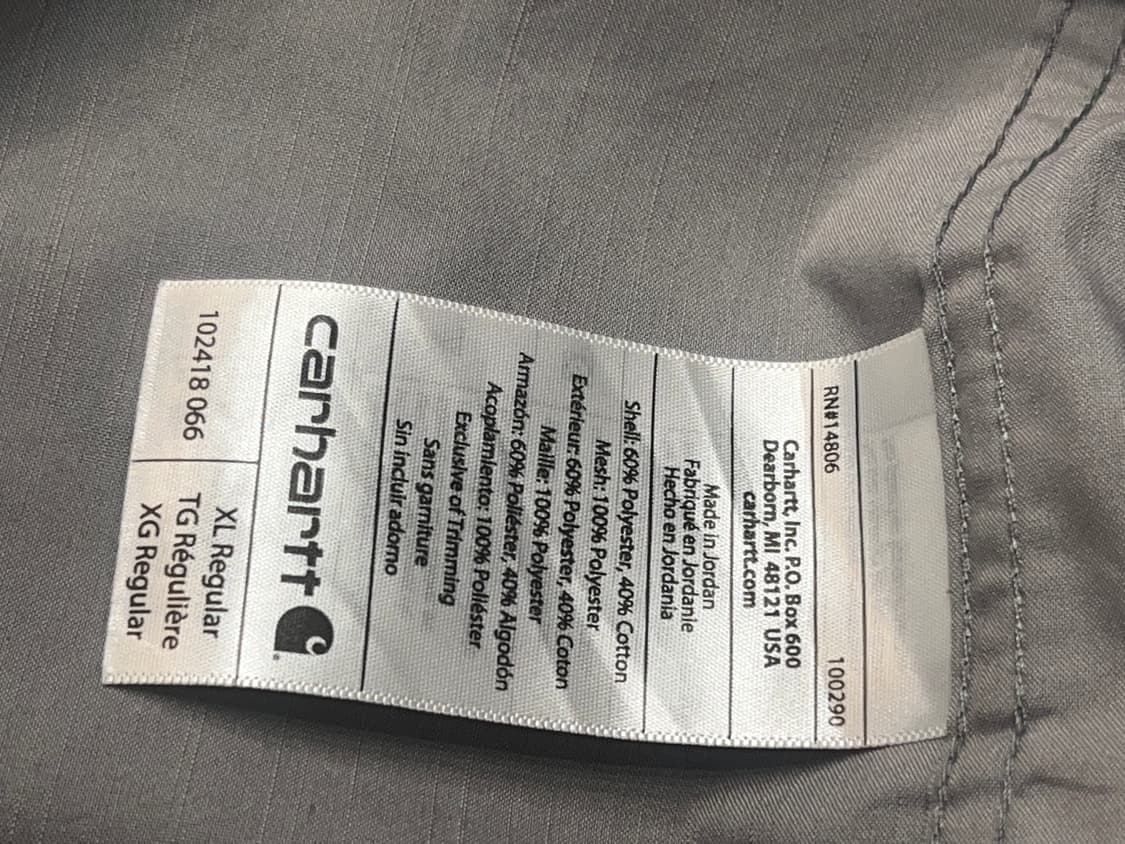 RN#14806 100290
Carhartt, Inc. P.O. Box 600
Dearborn, MI 48121 USA
carhartt.com
Made in Jordan
Fabriqué en Jordanie
Hecho en Jordania
Shell: 60% Polyester, 40% Cotton
Mesh: 100% Polyester
Extérieur: 60% Polyester, 40% Coton
Maille: 100% Polyester
Armazón: 60% Poliéster, 40% Algodón
Acoplamiento: 100% Poliéster
Exclusive of Trimming
Sans garniture
Sin incluir adorno
carhartt
102418 066
XL Regular
TG Régulière
XG Regular